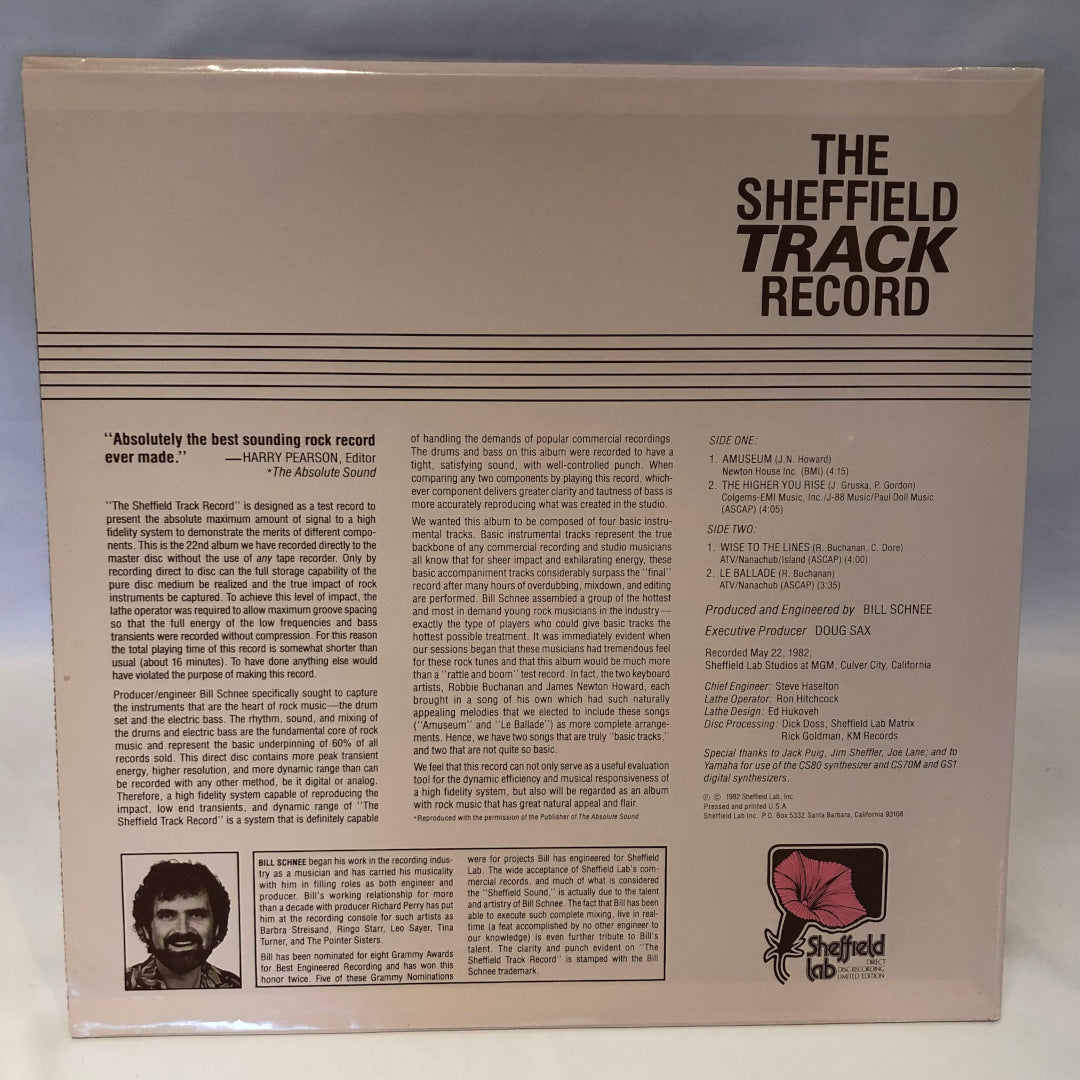 THE
SHEFFIELD
TRACK
RECORD
“Absolutely the best sounding rock record
ever made.” —HARRY PEARSON, Editor
*The Absolute Sound
“The Sheffield Track Record” is designed as a test record to
present the absolute maximum amount of signal to a high
fidelity system to demonstrate the merits of different compo-
nents. This is the 22nd album we have recorded directly to the
master disc without the use of any tape recorder. Only by
recording direct to disc can the full storage capability of the
pure disc medium be realized and the true impact of rock
instruments be captured. To achieve this level of impact, the
lathe operator was required to allow maximum groove spacing
so that the full energy of the low frequencies and bass
transients were recorded without compression. For this reason
the total playing time of this record is somewhat shorter than
usual (about 16 minutes). To have done anything else would
have violated the purpose of making this record.
Producer/engineer Bill Schnee specifically sought to capture
the instruments that are the heart of rock music—the drum
set and the electric bass. The rhythm, sound, and mixing of
the drums and electric bass are the fundamental core of rock
music and represent the basic underpinning of 60% of all
records sold. This direct disc contains more peak transient
energy, higher resolution, and more dynamic range than can
be recorded with any other method, be it digital or analog.
Therefore, a high fidelity system capable of reproducing the
impact, low end transients, and dynamic range of “The
Sheffield Track Record” is a system that is definitely capable
of handling the demands of popular commercial recordings.
The drums and bass on this album were recorded to have a
tight, satisfying sound, with well-controlled punch. When
comparing any two components by playing this record, which-
ever component delivers greater clarity and tautness of bass is
more accurately reproducing what was created in the studio.
We wanted this album to be composed of four basic instru-
mental tracks. Basic instrumental tracks represent the true
backbone of any commercial recording and studio musicians
all know that for sheer impact and exhilarating energy, these
basic accompaniment tracks considerably surpass the “final”
record after many hours of overdubbing, mixdown, and editing
are performed. Bill Schnee assembled a group of the hottest
and most in demand young rock musicians in the industry—
exactly the type of players who could give basic tracks the
hottest possible treatment. It was immediately evident when
our sessions began that these musicians had tremendous feel
for these rock tunes and that this album would be much more
than a “rattle and boom” test record. In fact, the two keyboard
artists, Robbie Buchanan and James Newton Howard, each
brought in a song of his own which had such naturally
appealing melodies that we elected to include these songs
(“Amuseum” and “Le Ballade”) as more complete arrange-
ments. Hence, we have two songs that are truly “basic tracks,”
and two that are not quite so basic.
We feel that this record can not only serve as a useful evaluation
tool for the dynamic efficiency and musical responsiveness of
a high fidelity system, but also will be regarded as an album
with rock music that has great natural appeal and flair.
*Reproduced with the permission of the Publisher of The Absolute Sound.
SIDE ONE:
1. AMUSEUM (J.N. Howard)
Newton House Inc. (BMI) (4:15)
2. THE HIGHER YOU RISE (J. Gruska, P. Gordon)
Colgems-EMI Music, Inc./J-88 Music/Paul Doll Music
(ASCAP) (4:05)
SIDE TWO:
1. WISE TO THE LINES (R. Buchanan, C. Dore)
ATV/Nanachub/Island (ASCAP) (4:00)
2. LE BALLADE (R. Buchanan)
ATV/Nanachub (ASCAP) (3:35)
Produced and Engineered by BILL SCHNEE
Executive Producer DOUG SAX
Recorded May 22, 1982;
Sheffield Lab Studios at MGM, Culver City, California
Chief Engineer: Steve Haselton
Lathe Operator: Ron Hitchcock
Lathe Design: Ed Hukoveh
Disc Processing: Dick Doss, Sheffield Lab Matrix
Rick Goldman, KM Records
Special thanks to Jack Puig, Jim Sheffler, Joe Lane; and to
Yamaha for use of the CS80 synthesizer and CS70M and GS1
digital synthesizers.
℗ © 1982 Sheffield Lab, Inc.
Pressed and printed U.S.A.
Sheffield Lab Inc. P.O. Box 5332 Santa Barbara, California 93108
BILL SCHNEE began his work in the recording indus-
try as a musician and has carried his musicality
with him in filling roles as both engineer and
producer. Bill's working relationship for more
than a decade with producer Richard Perry has put
him at the recording console for such artists as
Barbra Streisand, Ringo Starr, Leo Sayer, Tina
Turner, and The Pointer Sisters.
Bill has been nominated for eight Grammy Awards
for Best Engineered Recording and has won this
honor twice. Five of these Grammy Nominations
were for projects Bill has engineered for Sheffield
Lab. The wide acceptance of Sheffield Lab's com-
mercial records, and much of what is considered
the “Sheffield Sound,” is actually due to the talent
and artistry of Bill Schnee. The fact that Bill has been
able to execute such complete mixing, live in real-
time (a feat accomplished by no other engineer to
our knowledge) is even further tribute to Bill's
talent. The clarity and punch evident on “The
Sheffield Track Record” is stamped with the Bill
Schnee trademark.
Sheffield
lab
DIRECT
DISC RECORDING
LIMITED EDITION